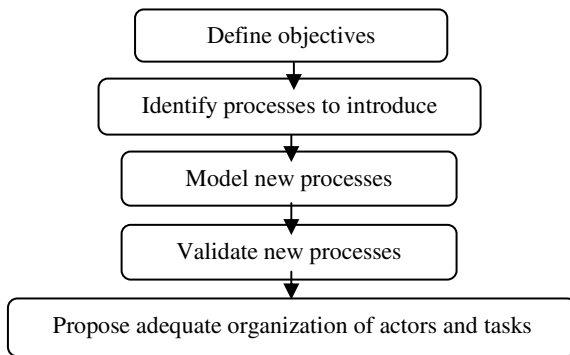 Define objectives
Identify processes to introduce
Model new processes
Validate new processes
Propose adequate organization of actors and tasks